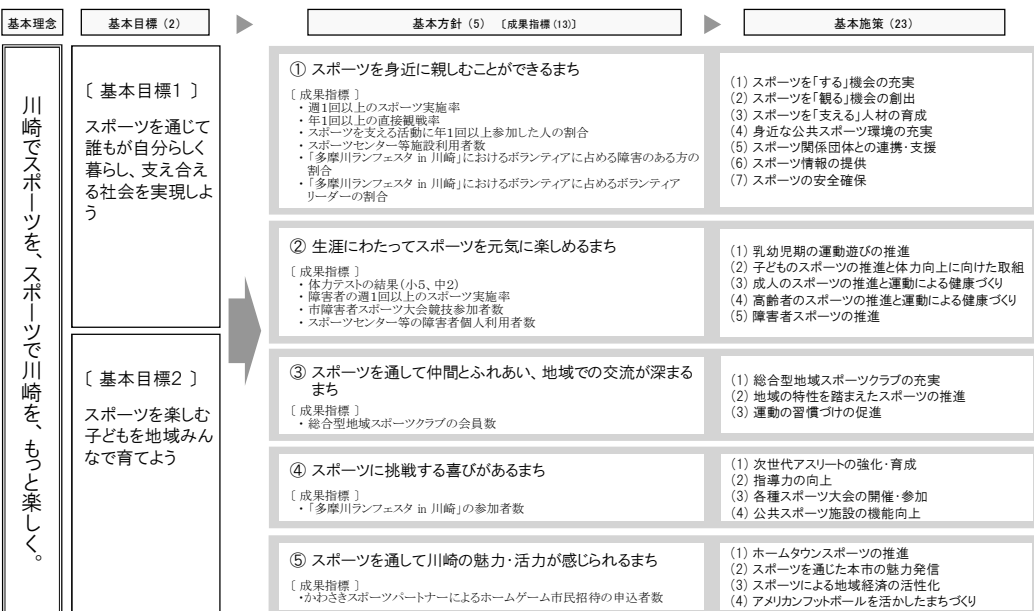 基本理念
基本目標（2）
基本方針（5） 〔成果指標(13)〕
基本施策（23）
川崎でスポーツを、スポーツで川崎を、もっと楽しく。
〔 基本目標1 〕
スポーツを通じて
誰もが自分らしく
暮らし、支え合え
る社会を実現しよ
う
〔 基本目標2 〕
スポーツを楽しむ
子どもを地域みん
なで育てよう
① スポーツを身近に親しむことができるまち
〔 成果指標 〕
・週1回以上のスポーツ実施率
・年1回以上の直接観戦率
・スポーツを支える活動に年1回以上参加した人の割合
・スポーツセンター等施設利用者数
・「多摩川ランフェスタ in 川崎」におけるボランティアに占める障害のある方の
割合
・「多摩川ランフェスタ in 川崎」におけるボランティアに占めるボランティア
リーダーの割合
(1) スポーツを「する」機会の充実
(2) スポーツを「観る」機会の創出
(3) スポーツを「支える」人材の育成
(4) 身近な公共スポーツ環境の充実
(5) スポーツ関係団体との連携・支援
(6) スポーツ情報の提供
(7) スポーツの安全確保
② 生涯にわたってスポーツを元気に楽しめるまち
〔 成果指標 〕
・体力テストの結果(小5、中2)
・障害者の週1回以上のスポーツ実施率
・市障害者スポーツ大会競技参加者数
・スポーツセンター等の障害者個人利用者数
(1) 乳幼児期の運動遊びの推進
(2) 子どものスポーツの推進と体力向上に向けた取組
(3) 成人のスポーツの推進と運動による健康づくり
(4) 高齢者のスポーツの推進と運動による健康づくり
(5) 障害者スポーツの推進
③ スポーツを通して仲間とふれあい、地域での交流が深まる
まち
〔 成果指標 〕
・総合型地域スポーツクラブの会員数
(1) 総合型地域スポーツクラブの充実
(2) 地域の特性を踏まえたスポーツの推進
(3) 運動の習慣づけの促進
④ スポーツに挑戦する喜びがあるまち
〔 成果指標 〕
・「多摩川ランフェスタ in 川崎」の参加者数
(1) 次世代アスリートの強化・育成
(2) 指導力の向上
(3) 各種スポーツ大会の開催・参加
(4) 公共スポーツ施設の機能向上
⑤ スポーツを通して川崎の魅力・活力が感じられるまち
〔 成果指標 〕
・かわさきスポーツパートナーによるホームゲーム市民招待の申込者数
(1) ホームタウンスポーツの推進
(2) スポーツを通じた本市の魅力発信
(3) スポーツによる地域経済の活性化
(4) アメリカンフットボールを活かしたまちづくり